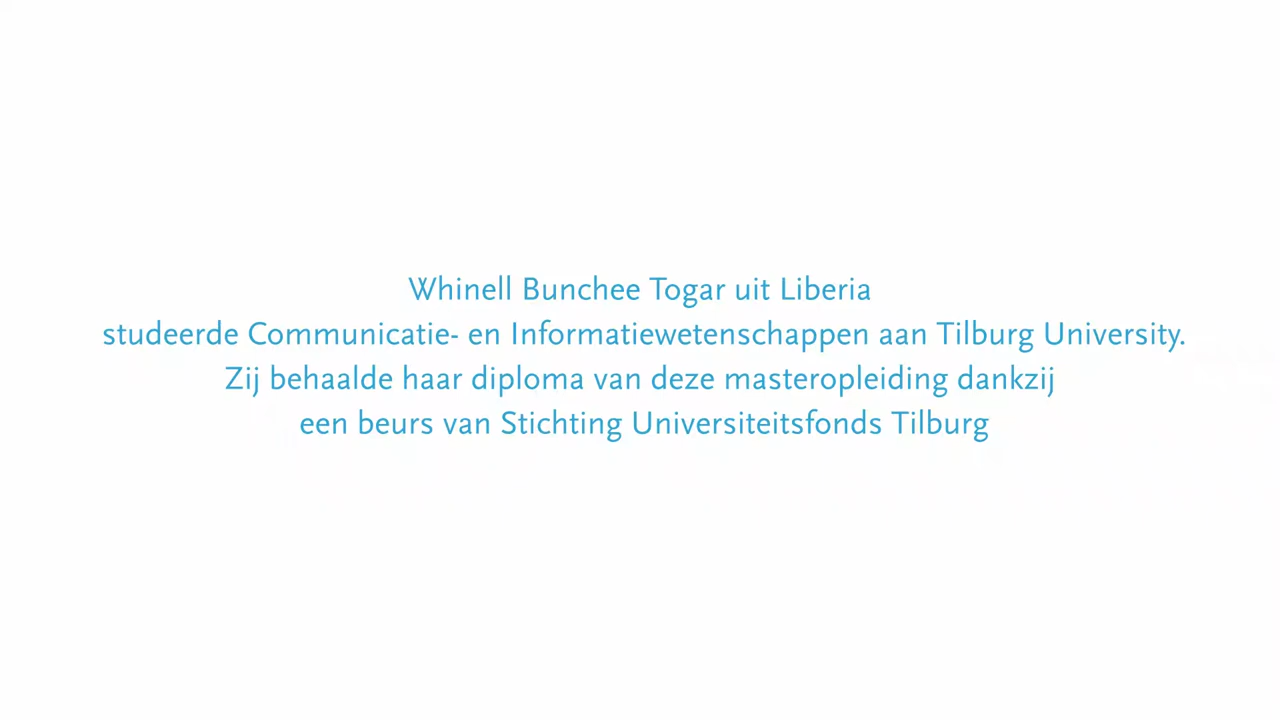 Whinell Bunchee Togar uit Liberia
studeerde Communicatie- en Informatiewetenschappen aan Tilburg University.
Zij behaalde haar diploma van deze masteropleiding dankzij
een beurs van Stichting Universiteitsfonds Tilburg